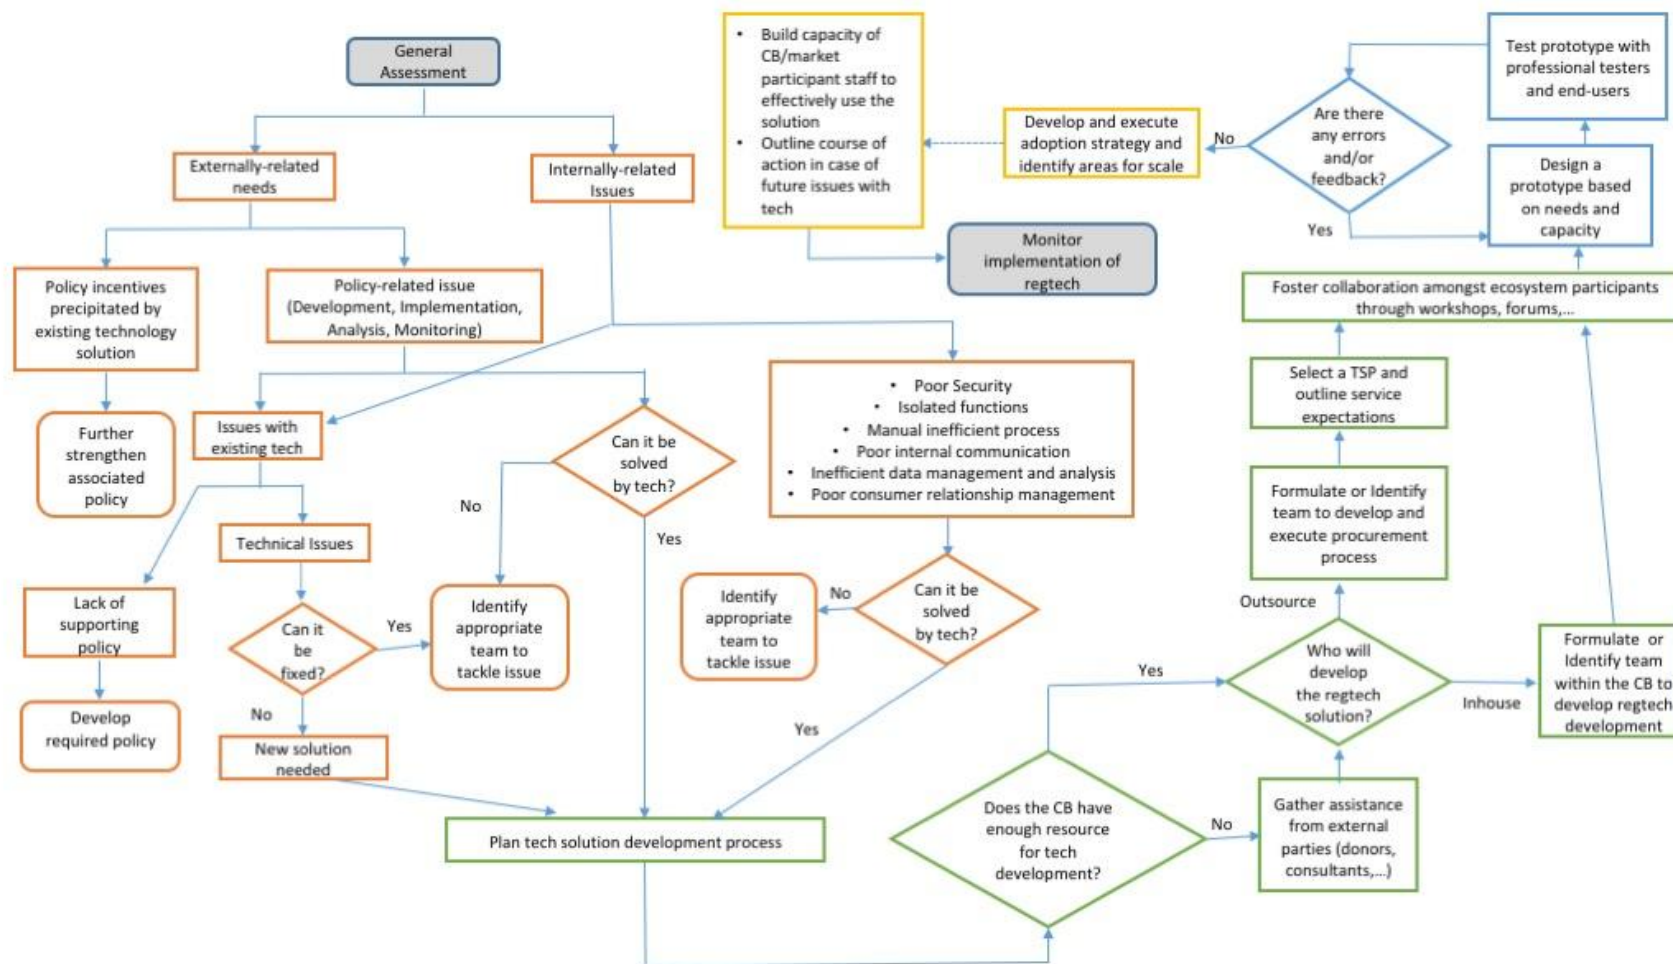 General
Assessment
Externally-related
needs
Internally-related
Issues
Policy incentives
precipitated by
existing technology
solution
Policy-related issue
(Development, Implementation,
Analysis, Monitoring)
Further
strengthen
associated
policy
Issues with
existing tech
Can it be
solved
by tech?
No
Yes
• Poor Security
• Isolated functions
• Manual inefficient process
• Poor internal communication
• Inefficient data management and analysis
• Poor consumer relationship management
Technical Issues
Lack of
supporting
policy
Can it
be
fixed?
Yes
No
Identify
appropriate
team to
tackle issue
Identify
appropriate
team to
tackle issue
No
Can it be
solved
by tech?
Yes
Develop
required policy
New solution
needed
Plan tech solution development process
Does the CB have
enough resource
for tech
development?
Yes
No
Gather assistance
from external
parties (donors,
consultants,...)
Who will
develop
the regtech
solution?
Outsource
Inhouse
Formulate or
Identify team
within the CB to
develop regtech
development
Formulate or Identify
team to develop and
execute procurement
process
Select a TSP and
outline service
expectations
Foster collaboration amongst ecosystem participants
through workshops, forums,...
Design a
prototype based
on needs and
capacity
Test prototype with
professional testers
and end-users
Are there
any errors
and/or
feedback?
Yes
No
Develop and execute
adoption strategy and
identify areas for scale
• Build capacity of
CB/market
participant staff to
effectively use the
solution
• Outline course of
action in case of
future issues with
tech
Monitor
implementation of
regtech